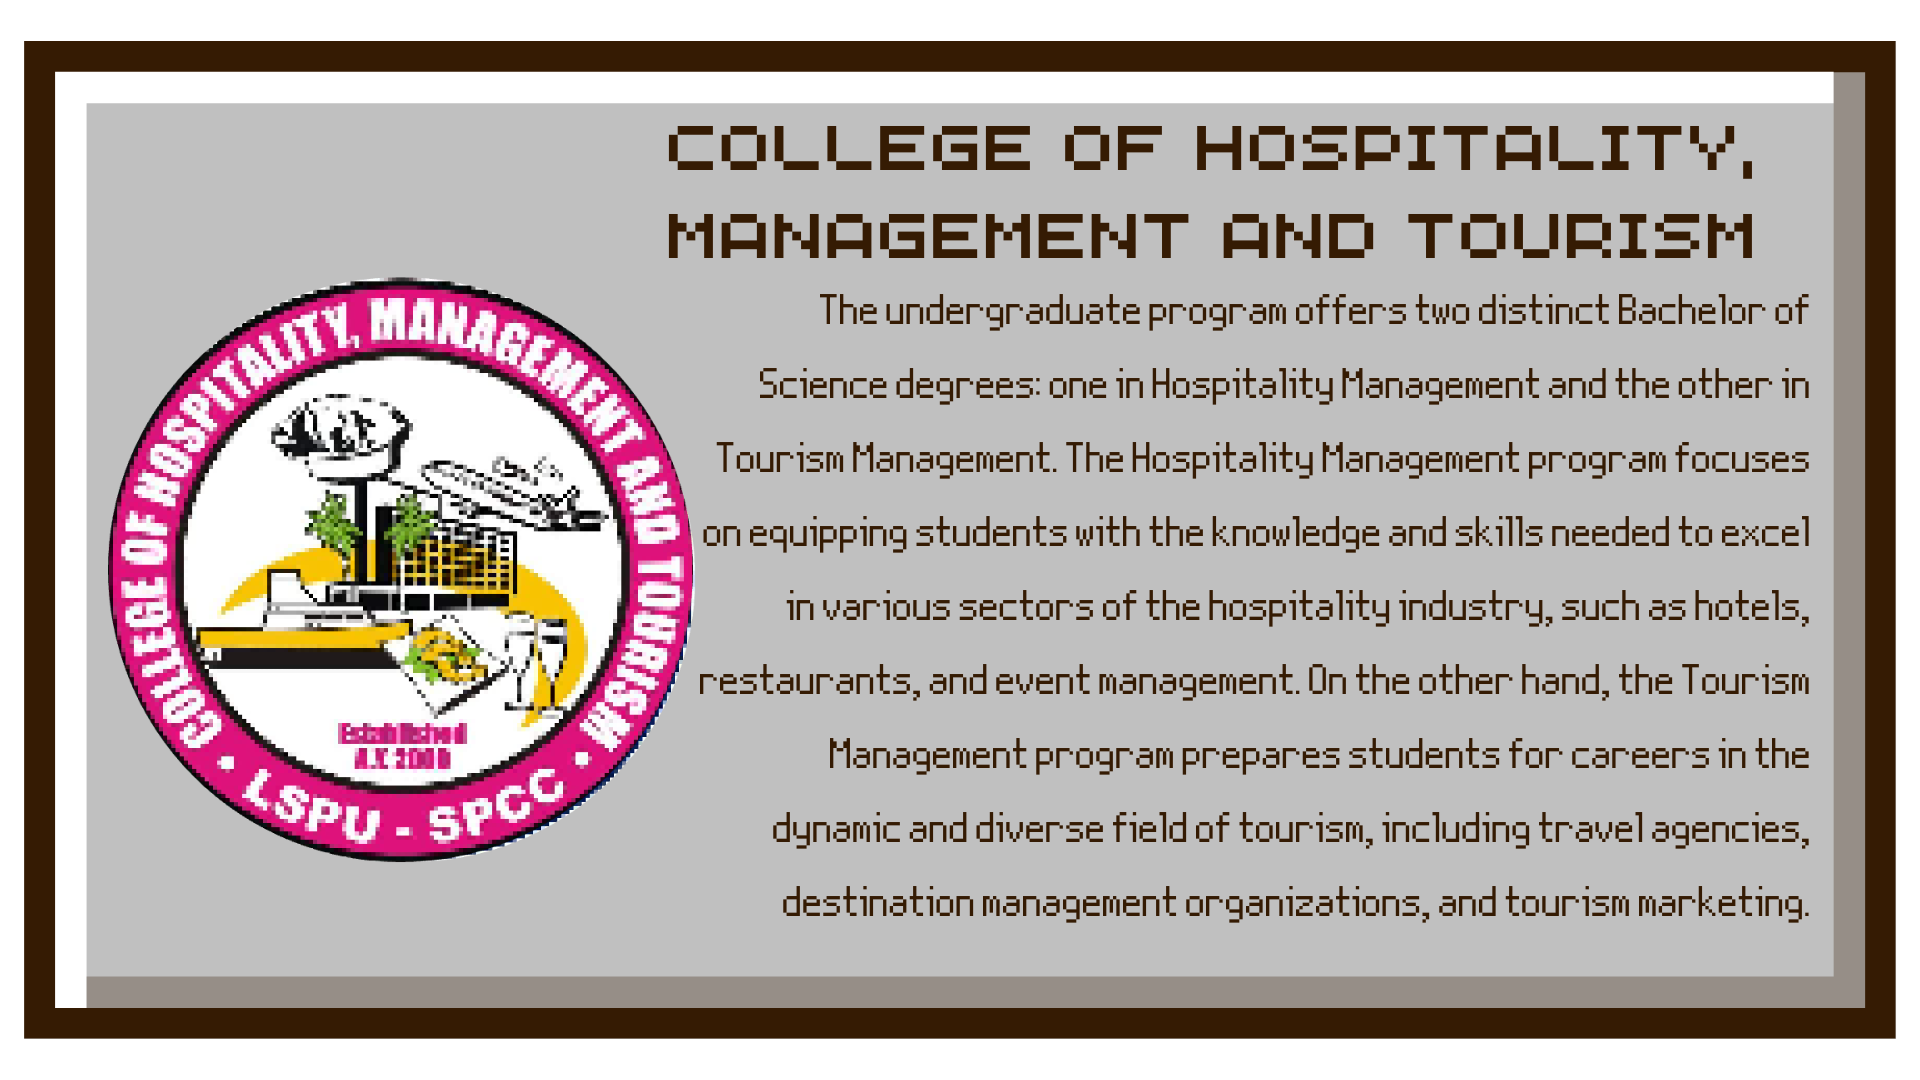 COLLEGE OF HOSPITALITY,
MANAGEMENT AND TOURISM
The undergraduate program offers two distinct Bachelor of
Science degrees: one in Hospitality Management and the other in
Tourism Management. The Hospitality Management program focuses
on equipping students with the knowledge and skills needed to excel
in various sectors of the hospitality industry, such as hotels,
restaurants, and event management. On the other hand, the Tourism
Management program prepares students for careers in the
dynamic and diverse field of tourism, including travel agencies,
destination management organizations, and tourism marketing.
COLLEGE OF HOSPITALITY, MANAGEMENT AND TOURISM
Established
A.Y. 2000
• LSPU - SPCC •